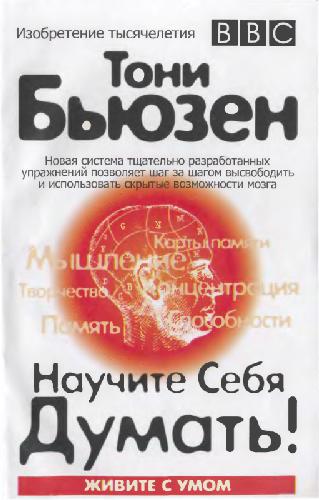 Изобретение тысячелетия BBC
Тони
Бьюзен
Новая система тщательно разработанных
упражнений позволяет шаг за шагом высвободить
и использовать скрытые возможности мозга
Карты памяти
Мышление
Творчество Концентрация
Память Способности
Научите Себя
Думать!
ЖИВИТЕ С УМОМ